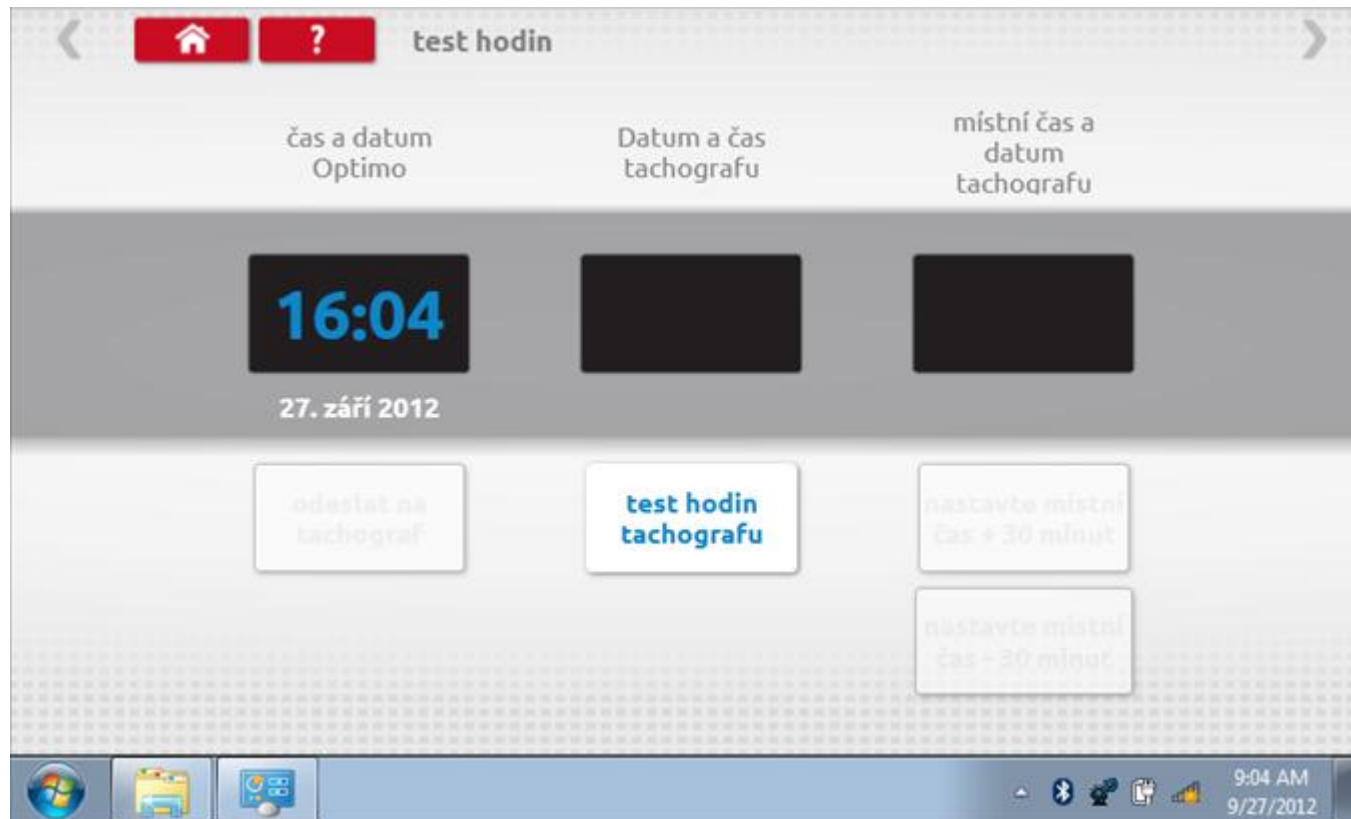 ? test hodin
čas a datum
Optimo
Datum a čas
tachografu
místní čas a
datum
tachografu
16:04
27. září 2012
odeslat na
tachograf
test hodin
tachografu
nastavte místní
čas + 30 minut
nastavte místní
čas - 30 minut
9:04 AM
9/27/2012